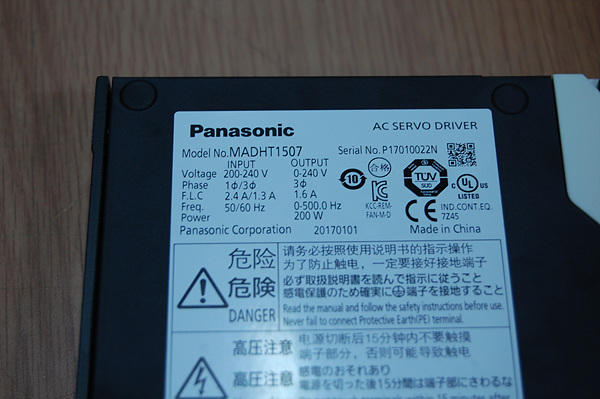 Panasonic AC SERVO DRIVER
Model No. MADHT1507 Serial No. P17010022N
INPUT OUTPUT
Voltage 200-240 V 0-240 V
Phase 1Φ/3Φ 3Φ
F.L.C 2.4 A/1.3 A 1.6 A
Freq. 50/60 Hz 0-500.0 Hz
Power 200 W
Panasonic Corporation 20170101 Made in China
10
合格
KCC-REM-
FAN-M-D
TÜV
SÜD
c UL US
LISTED
IND.CONT.EQ.
7Z45
CE
危险
危険
DANGER
请务必按照使用说明书的指示操作
为了防止触电，一定要接好接地端子
必ず取扱説明書を読んで指示に従うこと
感電保護のため確実に⏚端子を接地すること
Read the manual and follow the safety instructions before use.
Never fail to connect Protective Earth(PE) terminal.
高压注意
高圧注意
电源切断后15分钟内不要触摸
端子部分，否则可能导致触电
感電のおそれあり
電源を切った後15分間は端子部にさわるな